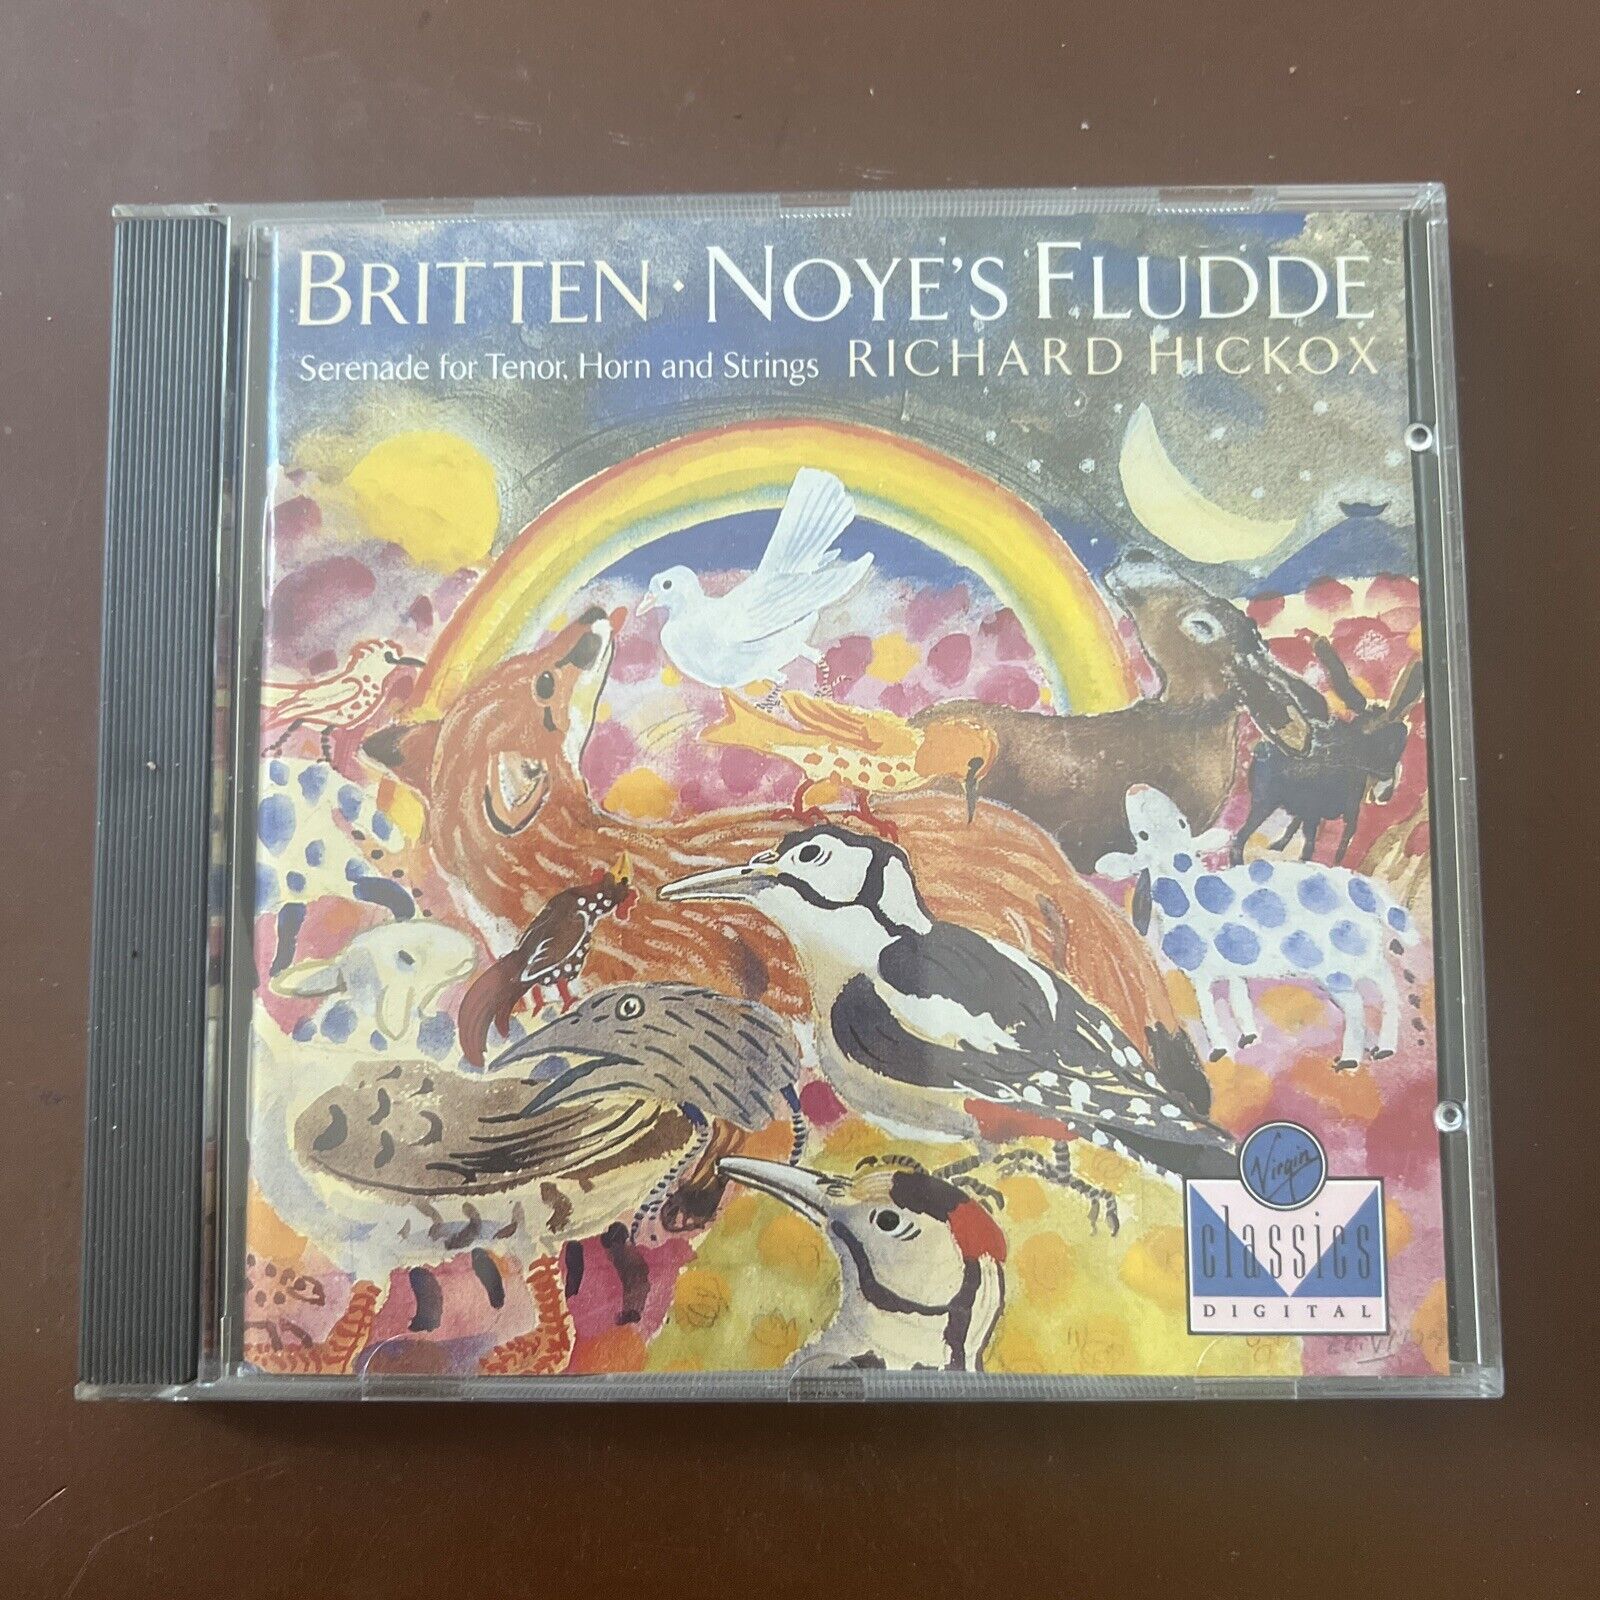 BRITTEN · NOYE'S FLUDDE
Serenade for Tenor, Horn and Strings RICHARD HICKOX
Virgin
classics
DIGITAL